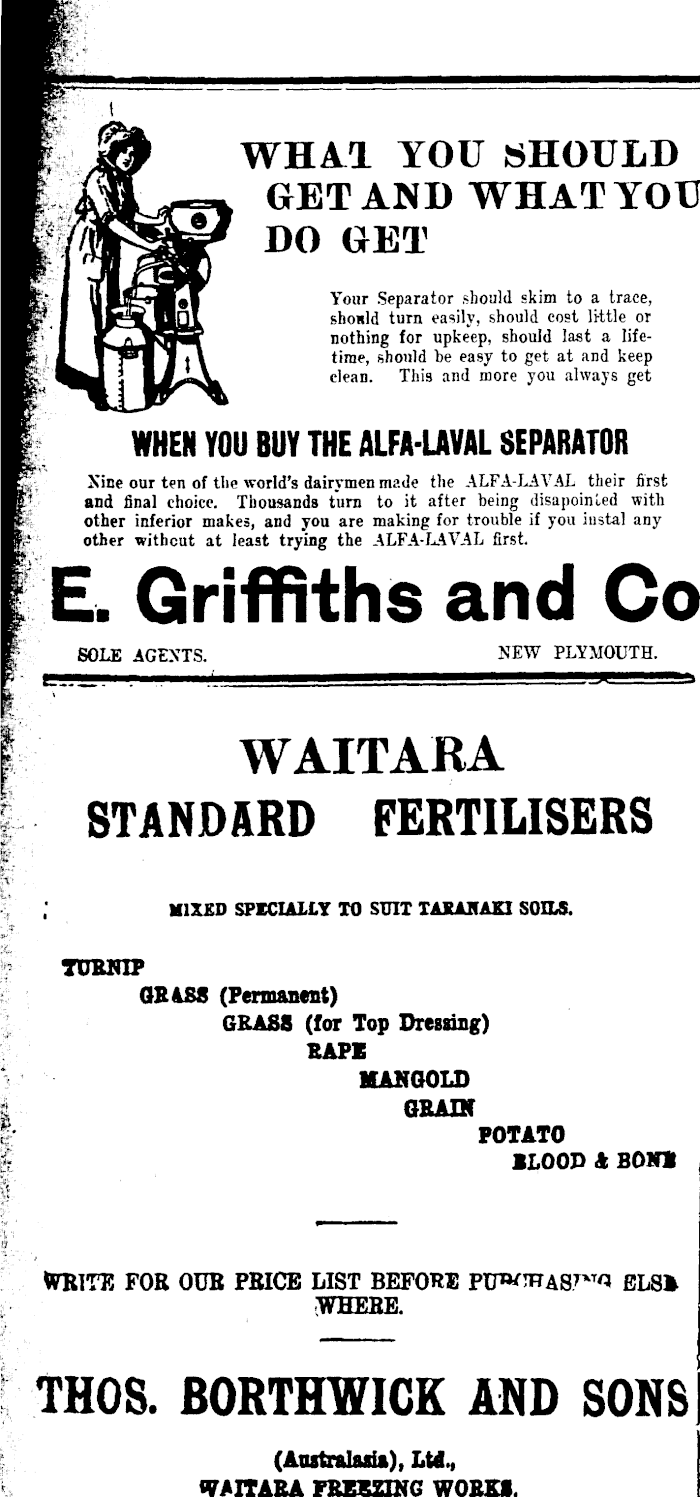 WHAT YOU SHOULD
GET AND WHAT YOU
DO GET
Your Separator should skim to a trace,
should turn easily, should cost little or
nothing for upkeep, should last a life-
time, should be easy to get at and keep
clean. This and more you always get
WHEN YOU BUY THE ALFA-LAVAL SEPARATOR
Nine our ten of the world's dairymen made the ALFA-LAVAL their first
and final choice. Thousands turn to it after being disapointed with
other inferior makes, and you are making for trouble if you instal any
other without at least trying the ALFA-LAVAL first.
E. Griffiths and Co
SOLE AGENTS. NEW PLYMOUTH.
WAITARA
STANDARD FERTILISERS
MIXED SPECIALLY TO SUIT TARANAKI SOILS.
TURNIP
GRASS (Permanent)
GRASS (for Top Dressing)
RAPE
MANGOLD
GRAIN
POTATO
BLOOD & BONE
WRITE FOR OUR PRICE LIST BEFORE PURCHASING ELSE
WHERE.
THOS. BORTHWICK AND SONS
(Australasia), Ltd.,
WAITARA FREEZING WORKS.